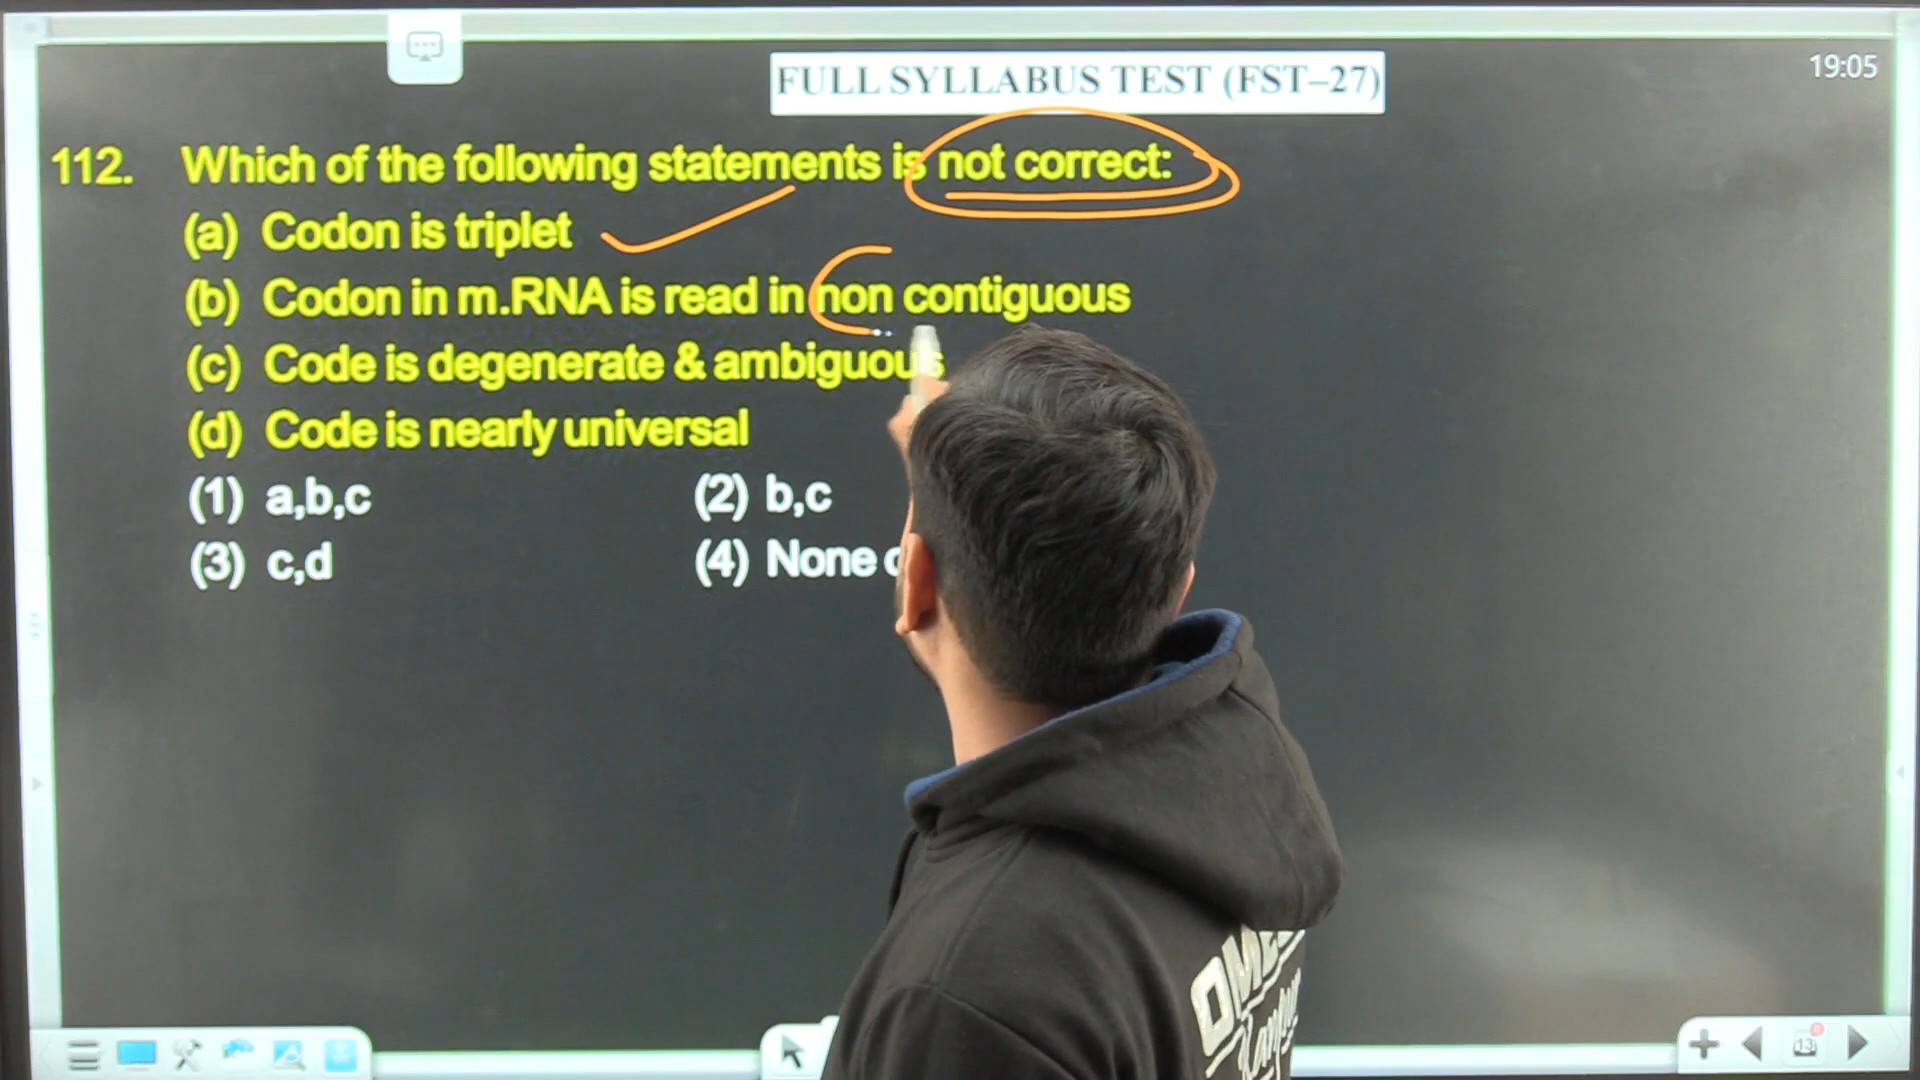 FULL SYLLABUS TEST (FST–27)
19:05
112. Which of the following statements is not correct:
(a) Codon is triplet
(b) Codon in m.RNA is read in non contiguous
(c) Code is degenerate & ambiguous
(d) Code is nearly universal
(1) a,b,c (2) b,c
(3) c,d (4) None
13
0